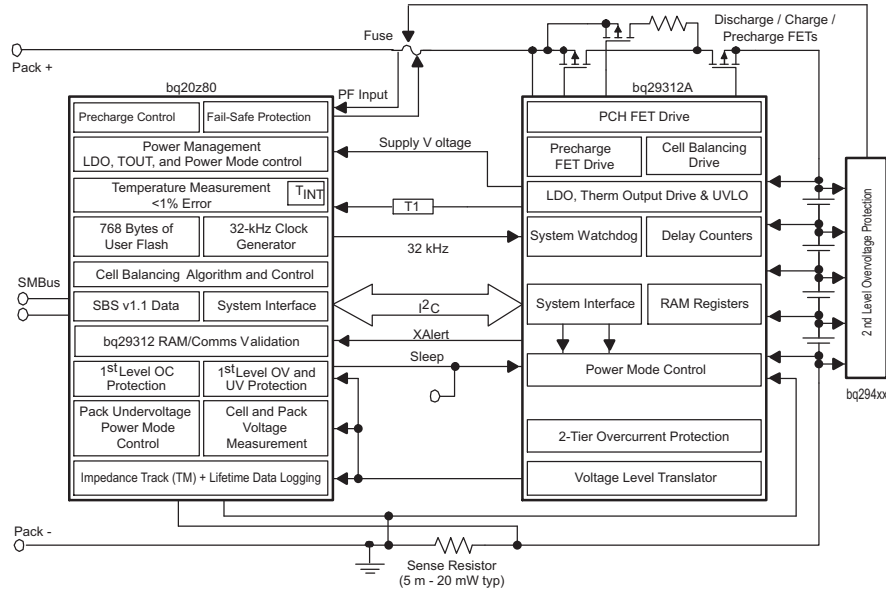 Discharge / Charge /
Precharge FETs
Fuse
Pack +
bq20z80
PF Input
bq29312A
Precharge Control
Fail-Safe Protection
PCH FET Drive
Power Management
LDO, TOUT, and Power Mode control
Supply V oltage
Precharge
FET Drive
Cell Balancing
Drive
Temperature Measurement
<1% Error
TINT
T1
LDO, Therm Output Drive & UVLO
768 Bytes of
User Flash
32-kHz Clock
Generator
32 kHz
System Watchdog
Delay Counters
2 nd Level Overvoltage Protection
Cell Balancing Algorithm and Control
SMBus
SBS v1.1 Data
System Interface
I2C
System Interface
RAM Registers
bq29312 RAM/Comms Validation
XAlert
Sleep
1st Level OC
Protection
1st Level OV and
UV Protection
Power Mode Control
bq294xx
Pack Undervoltage
Power Mode
Control
Cell and Pack
Voltage
Measurement
2-Tier Overcurrent Protection
Impedance Track (TM) + Lifetime Data Logging
Voltage Level Translator
Pack -
Sense Resistor
(5 m - 20 mW typ)